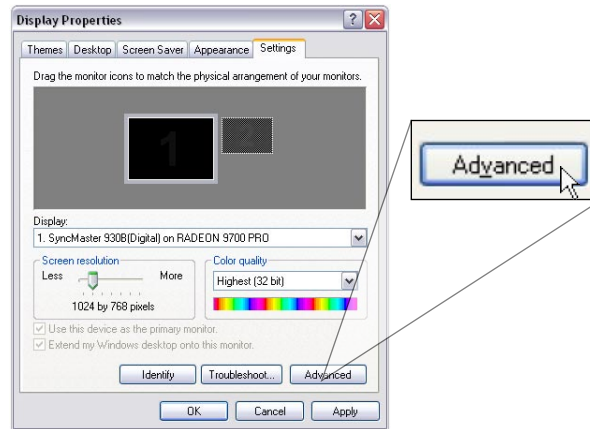 Display Properties
Themes Desktop Screen Saver Appearance Settings
Drag the monitor icons to match the physical arrangement of your monitors.
1 2
Display:
1. SyncMaster 930B(Digital) on RADEON 9700 PRO
Screen resolution
Less More
1024 by 768 pixels
Color quality
Highest (32 bit)
Use this device as the primary monitor.
Extend my Windows desktop onto this monitor.
Identify Troubleshoot... Advanced
OK Cancel Apply
Advanced